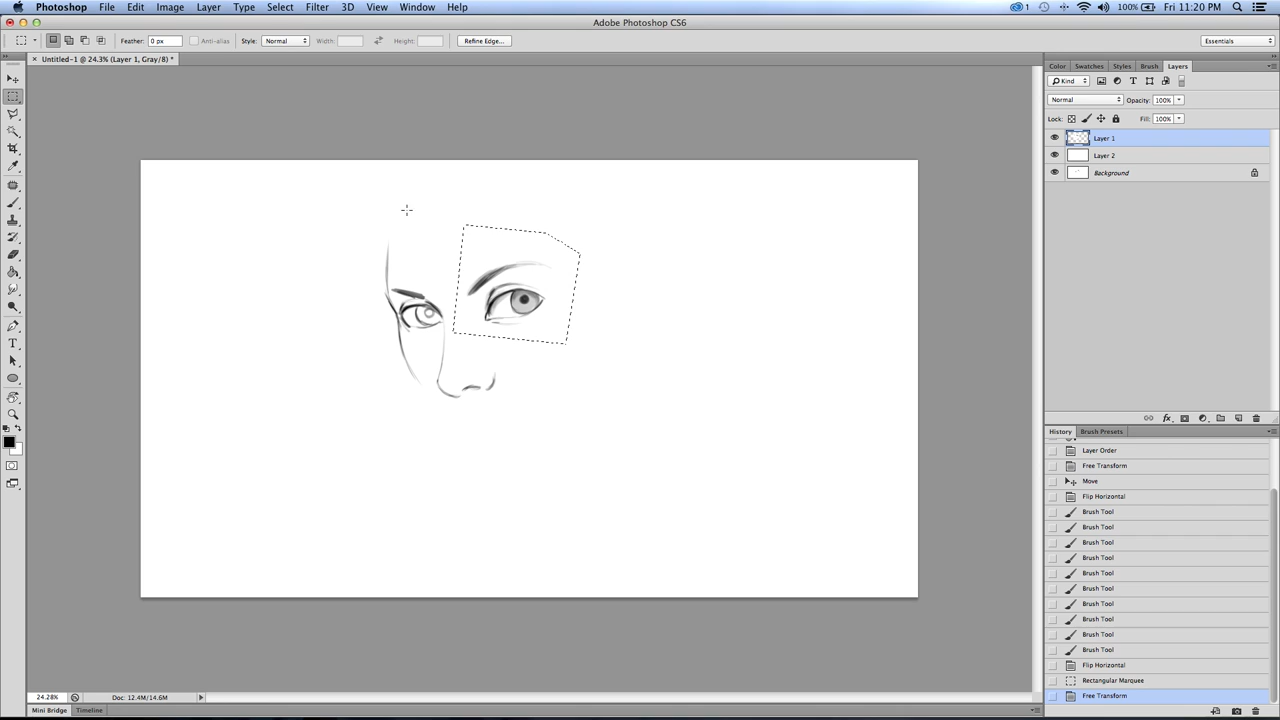 Photoshop File Edit Image Layer Type Select Filter 3D View Window Help 1 100% Fri 11:20 PM
Adobe Photoshop CS6
Feather: 0 px Anti-alias Style: Normal Width: Height: Refine Edge... Essentials
Untitled-1 @ 24.3% (Layer 1, Gray/8) *
Color Swatches Styles Brush Layers
Kind
Normal Opacity: 100%
Lock: Fill: 100%
Layer 1
Layer 2
Background
History Brush Presets
Layer Order
Free Transform
Move
Flip Horizontal
Brush Tool
Brush Tool
Brush Tool
Brush Tool
Brush Tool
Brush Tool
Brush Tool
Brush Tool
Brush Tool
Brush Tool
Flip Horizontal
Rectangular Marquee
Free Transform
24.28% Doc: 12.4M/14.6M
Mini Bridge Timeline